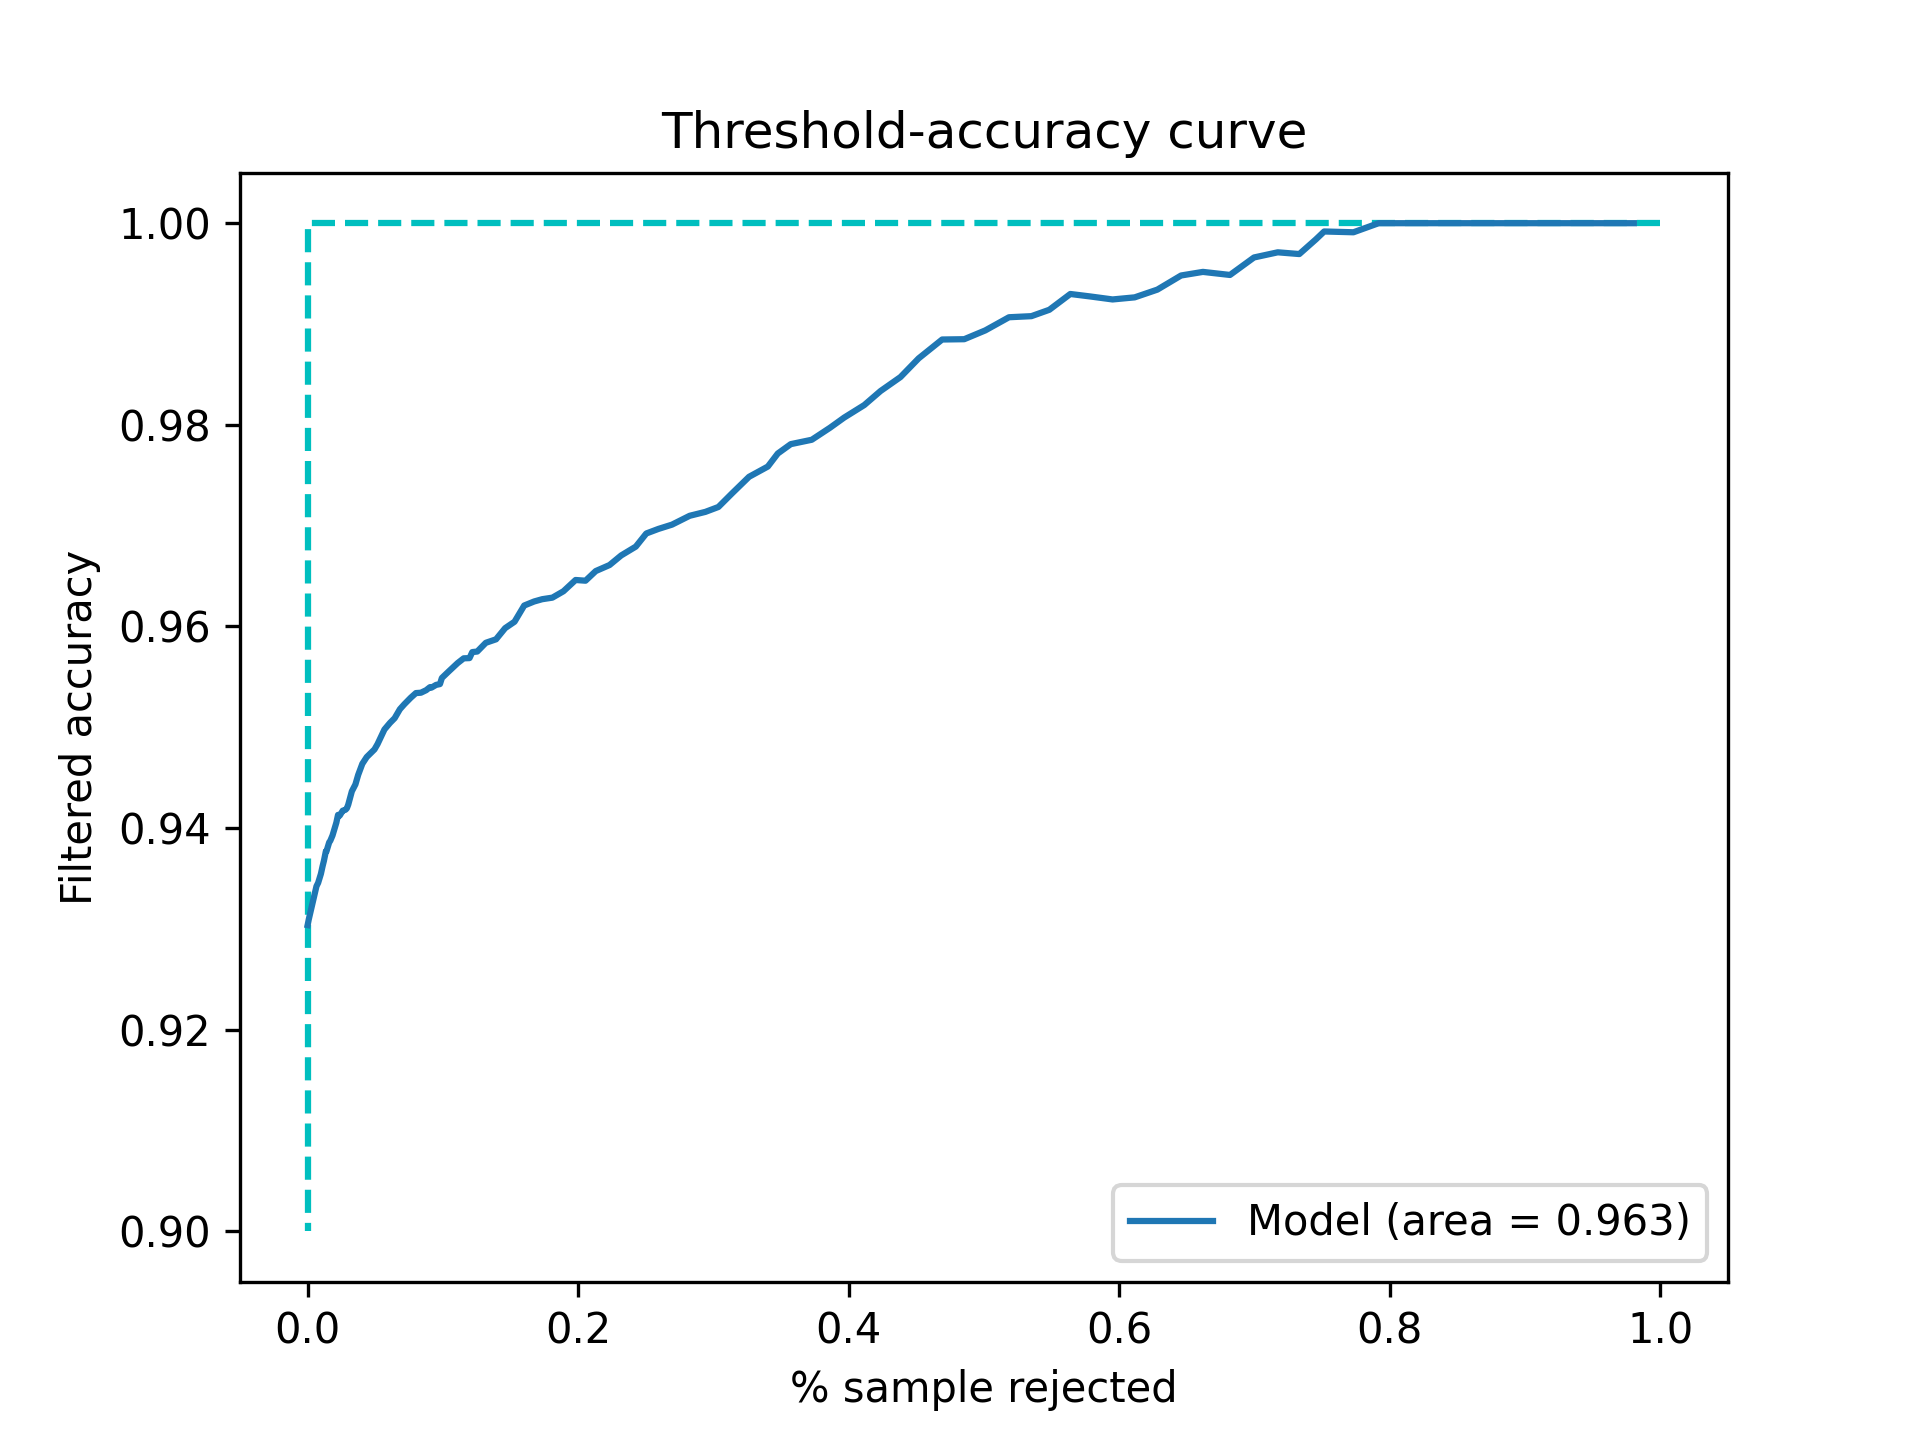 Threshold-accuracy curve
1.00
0.98
0.96
0.94
0.92
0.90
Filtered accuracy
Model (area = 0.963)
0.0 0.2 0.4 0.6 0.8 1.0
% sample rejected